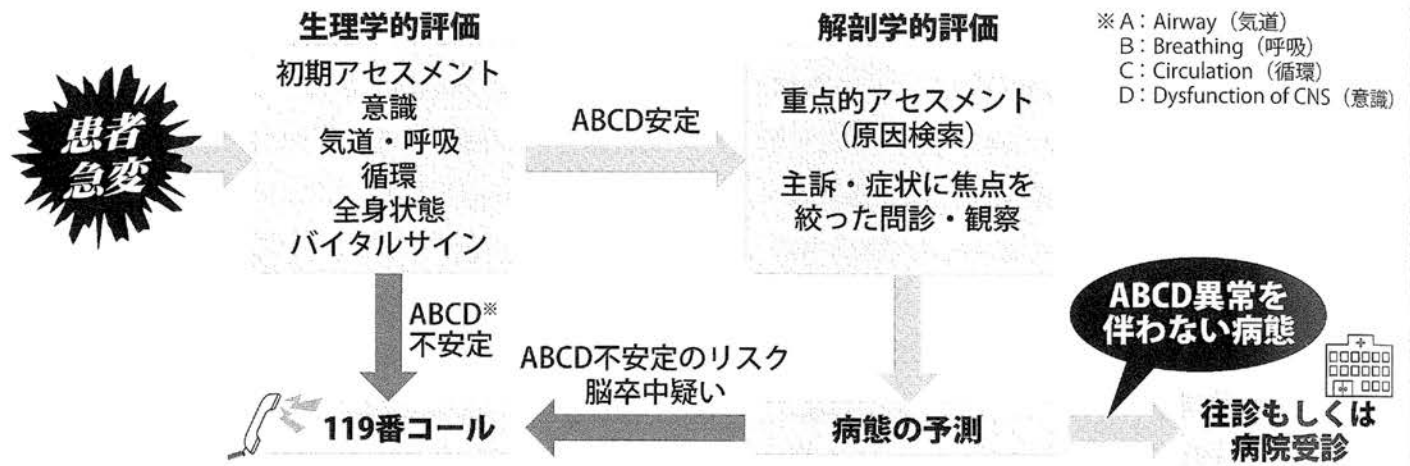 生理学的評価
初期アセスメント
意識
気道・呼吸
循環
全身状態
バイタルサイン
解剖学的評価
重点的アセスメント
（原因検索）
主訴・症状に焦点を
絞った問診・観察
※A：Airway（気道）
B：Breathing（呼吸）
C：Circulation（循環）
D：Dysfunction of CNS（意識）
患者
急変
ABCD安定
ABCD※
不安定
ABCD不安定のリスク
脳卒中疑い
ABCD異常を
伴わない病態
119番コール
病態の予測
往診もしくは
病院受診